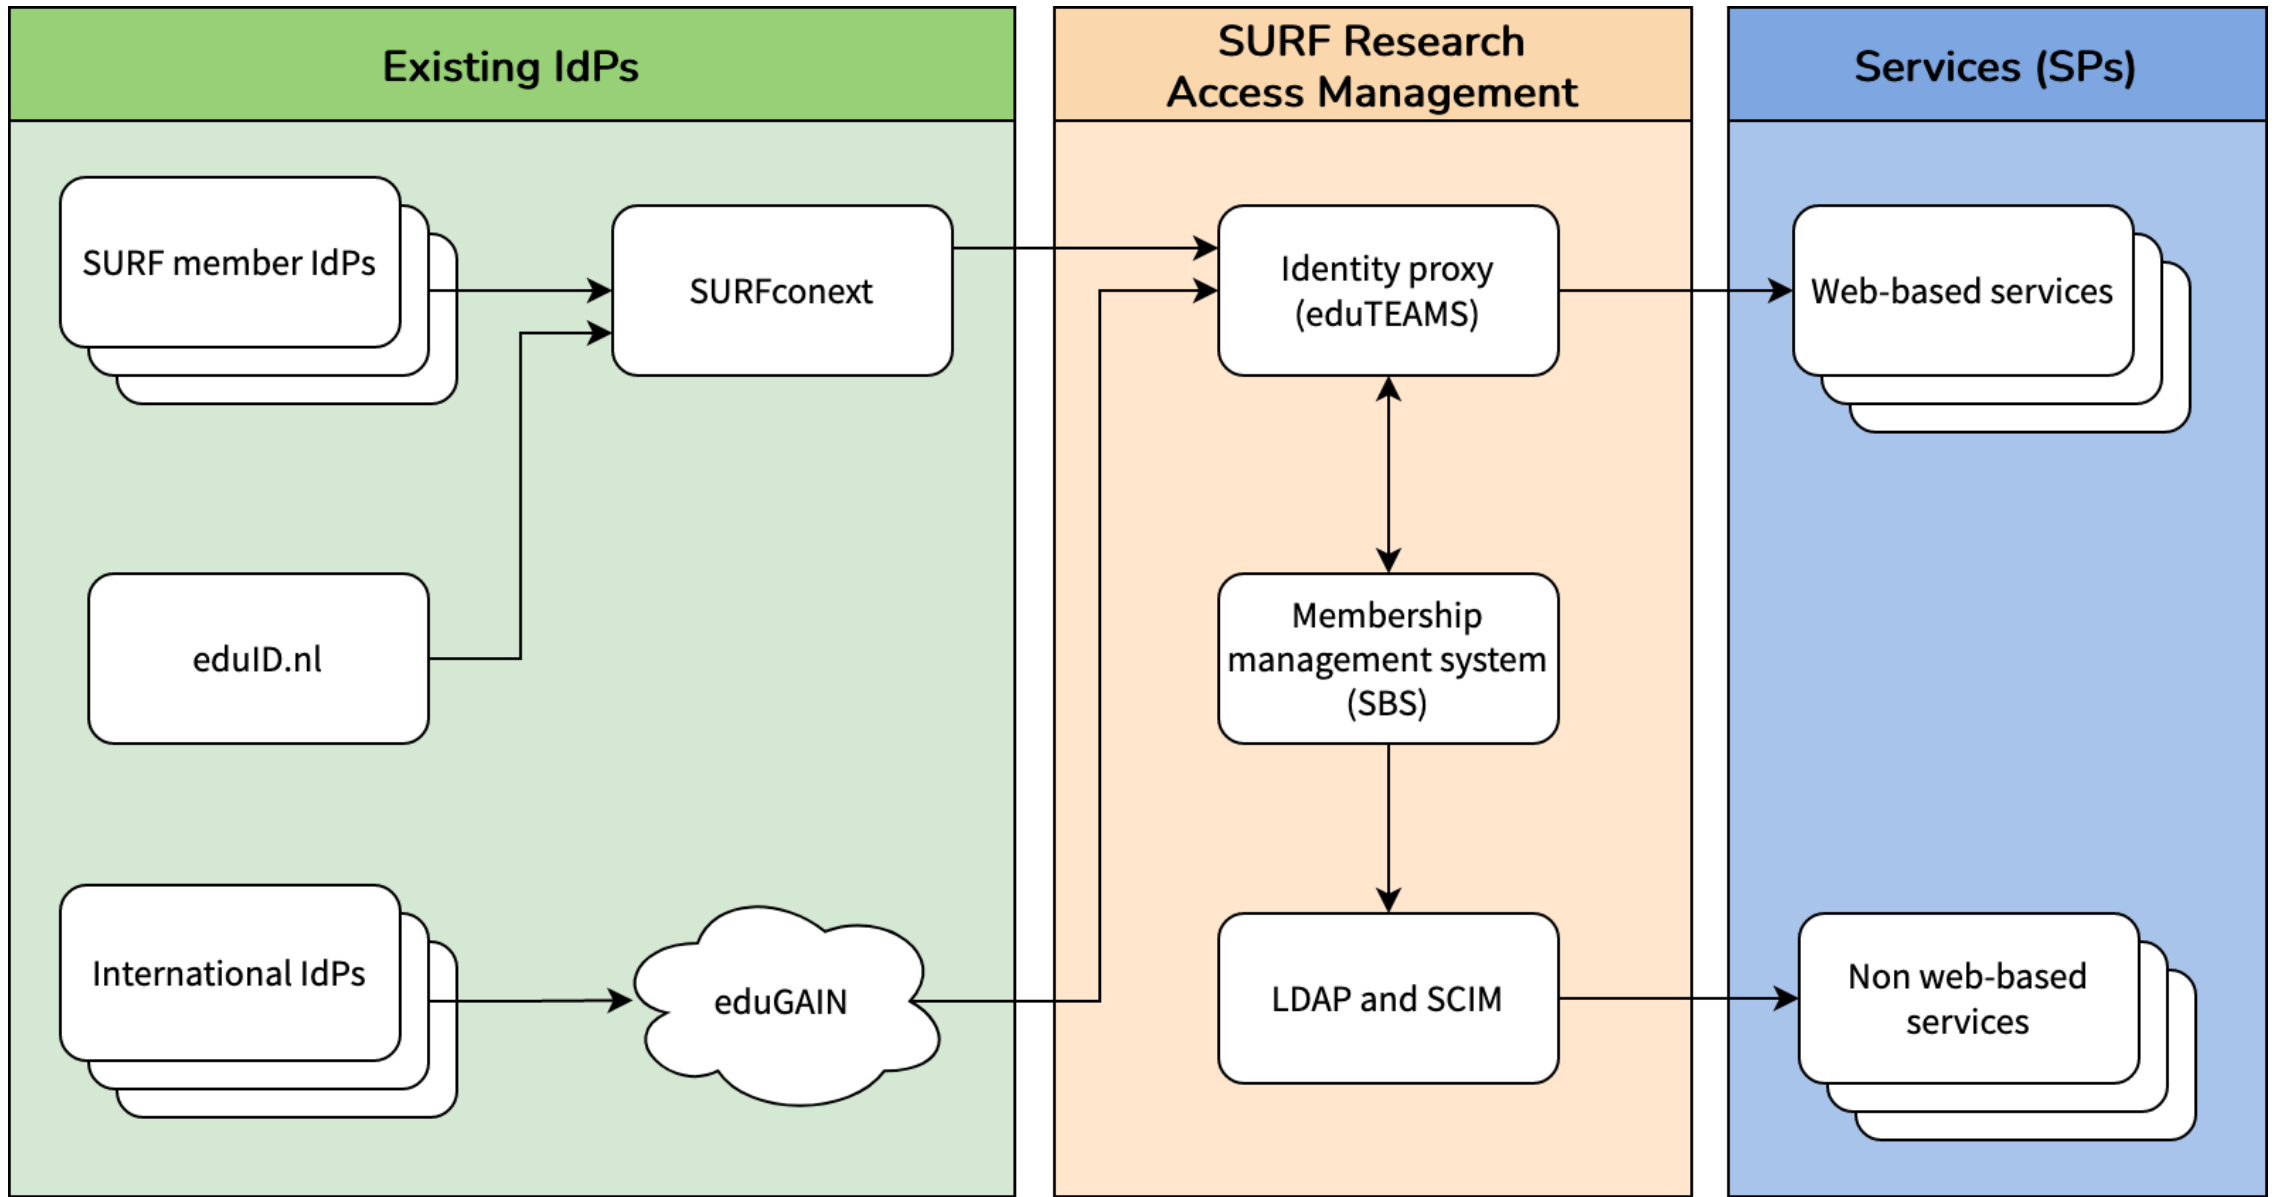 Existing IdPs
SURF Research
Access Management
Services (SPs)
SURF member IdPs
SURFconext
Identity proxy
(eduTEAMS)
Web-based services
eduID.nl
Membership
management system
(SBS)
International IdPs
eduGAIN
LDAP and SCIM
Non web-based
services